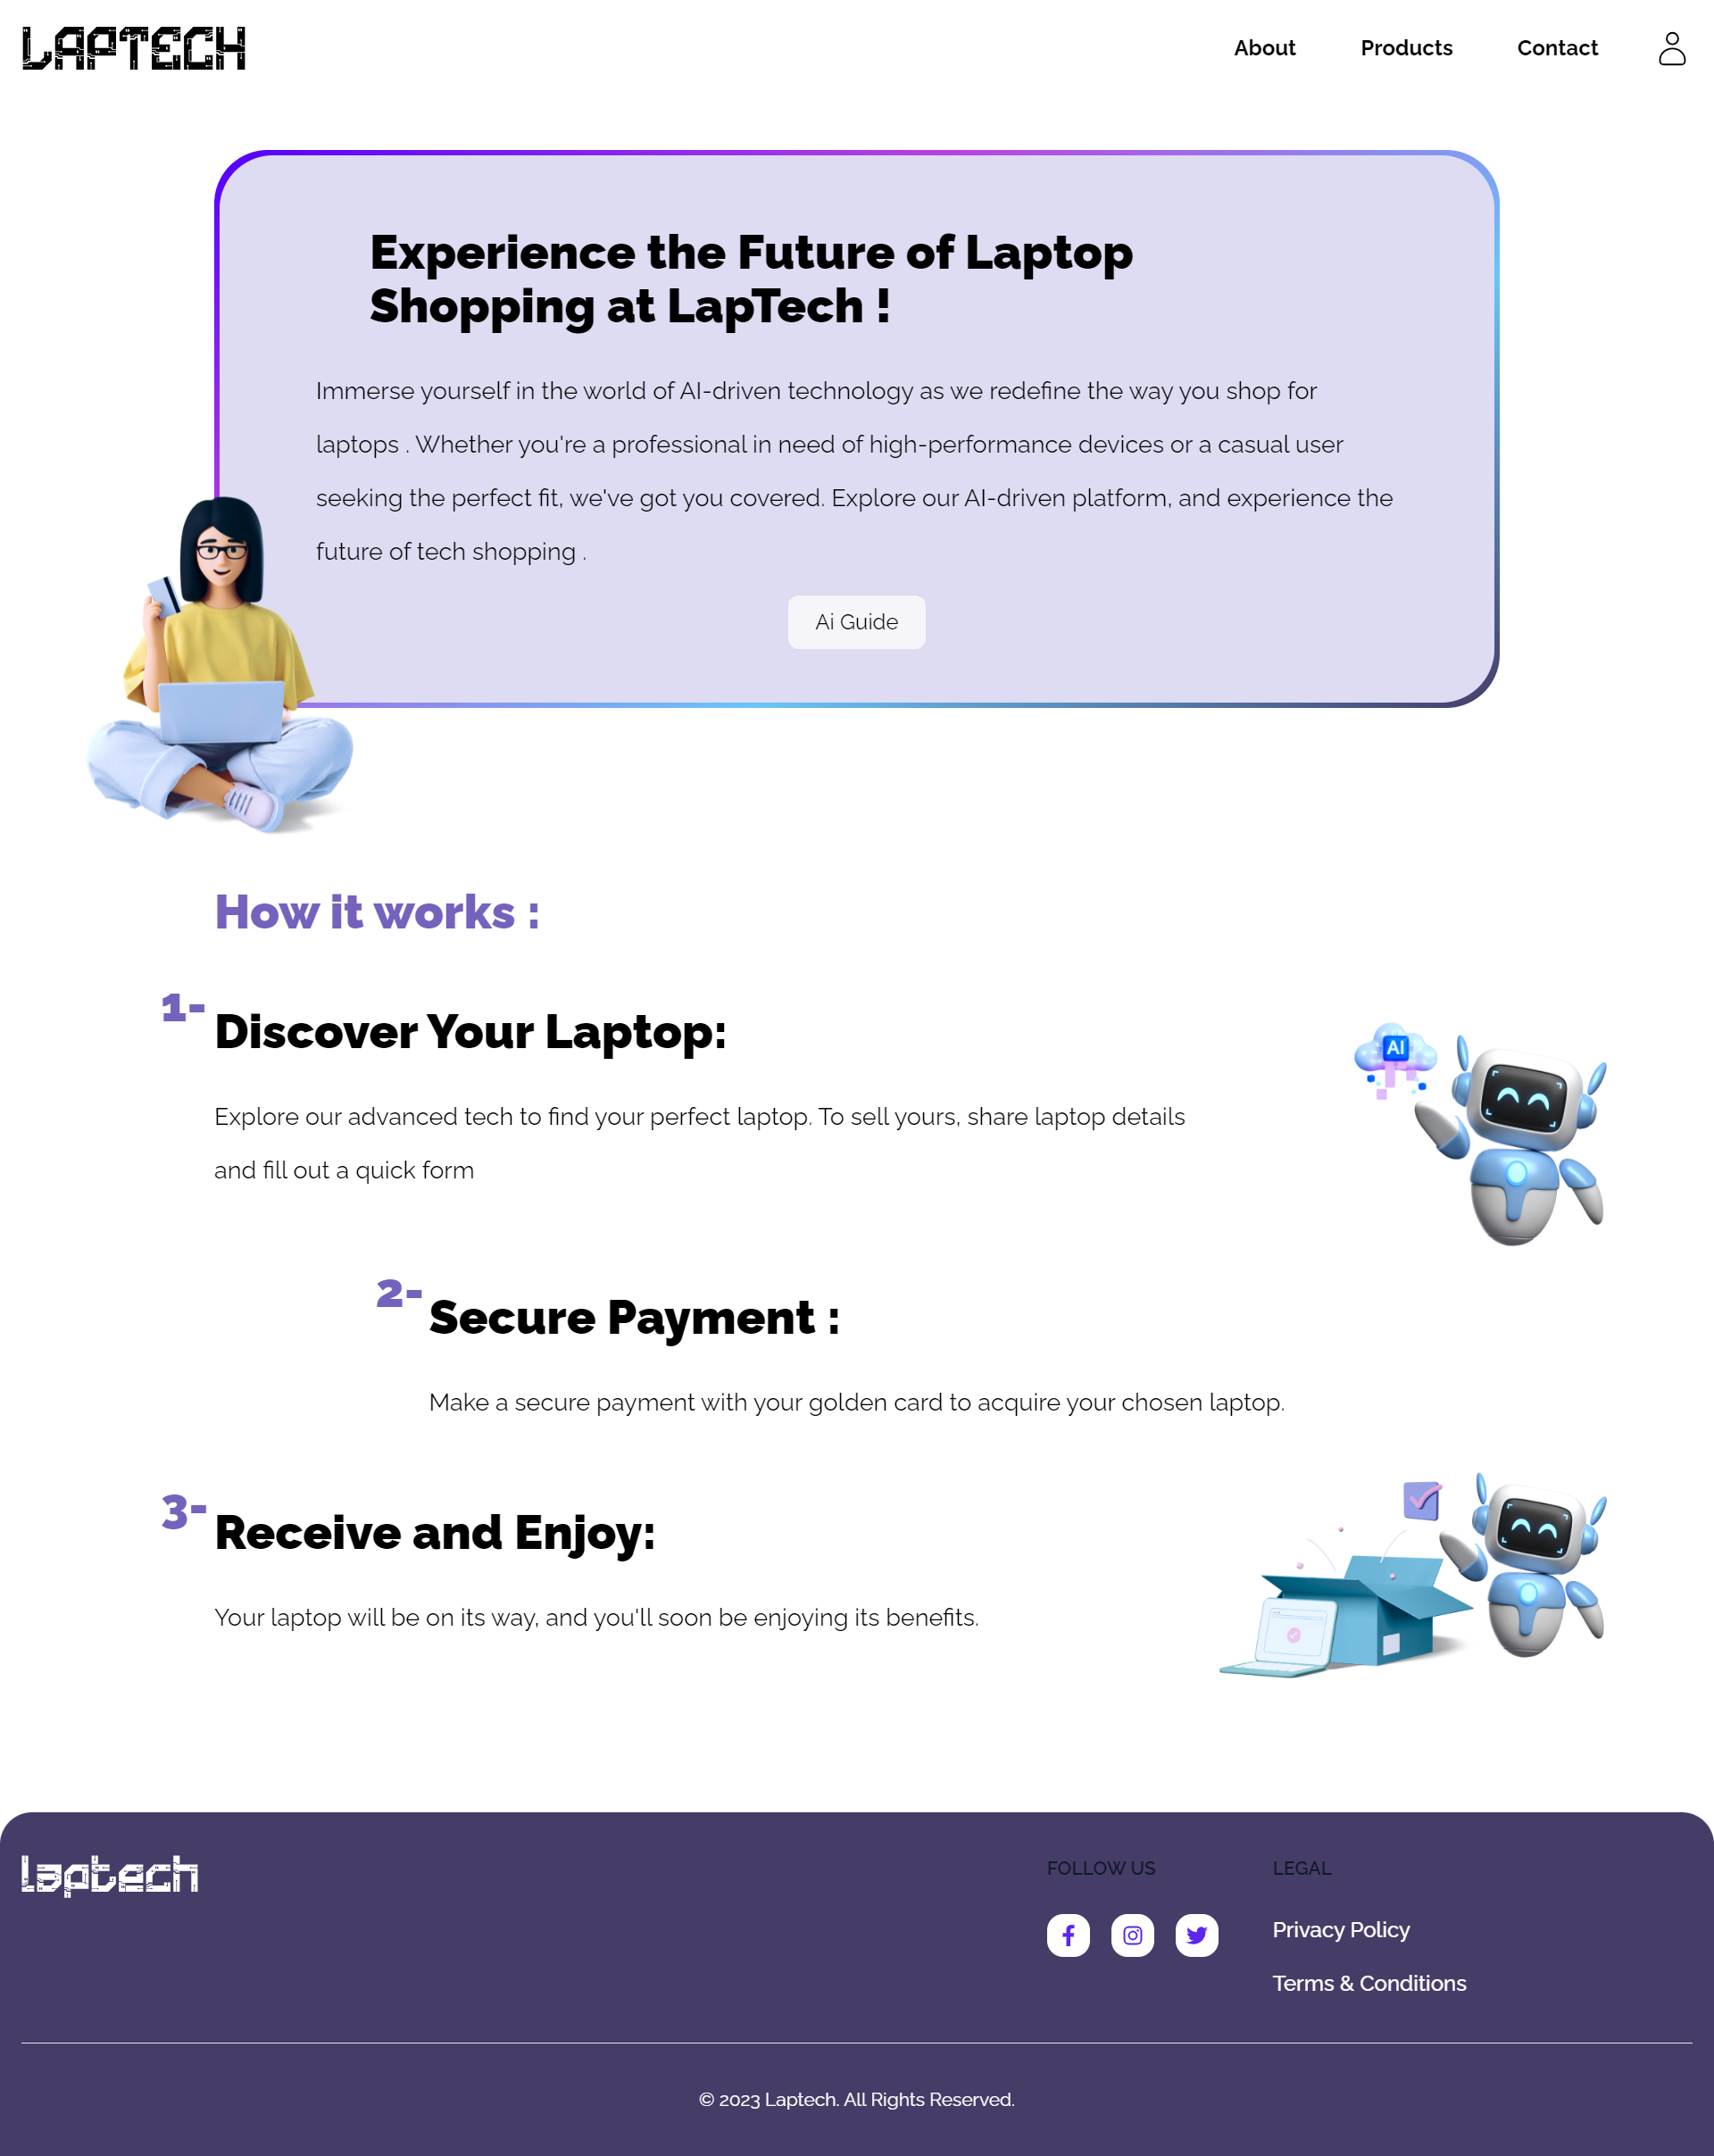 LAPTECH
About Products Contact
Experience the Future of Laptop
Shopping at LapTech !
Immerse yourself in the world of AI-driven technology as we redefine the way you shop for
laptops . Whether you're a professional in need of high-performance devices or a casual user
seeking the perfect fit, we've got you covered. Explore our AI-driven platform, and experience the
future of tech shopping .
Ai Guide
How it works :
1-
Discover Your Laptop:
AI
Explore our advanced tech to find your perfect laptop. To sell yours, share laptop details
and fill out a quick form
2-
Secure Payment :
Make a secure payment with your golden card to acquire your chosen laptop.
3-
Receive and Enjoy:
Your laptop will be on its way, and you'll soon be enjoying its benefits.
laptech
FOLLOW US
LEGAL
Privacy Policy
Terms & Conditions
© 2023 Laptech. All Rights Reserved.